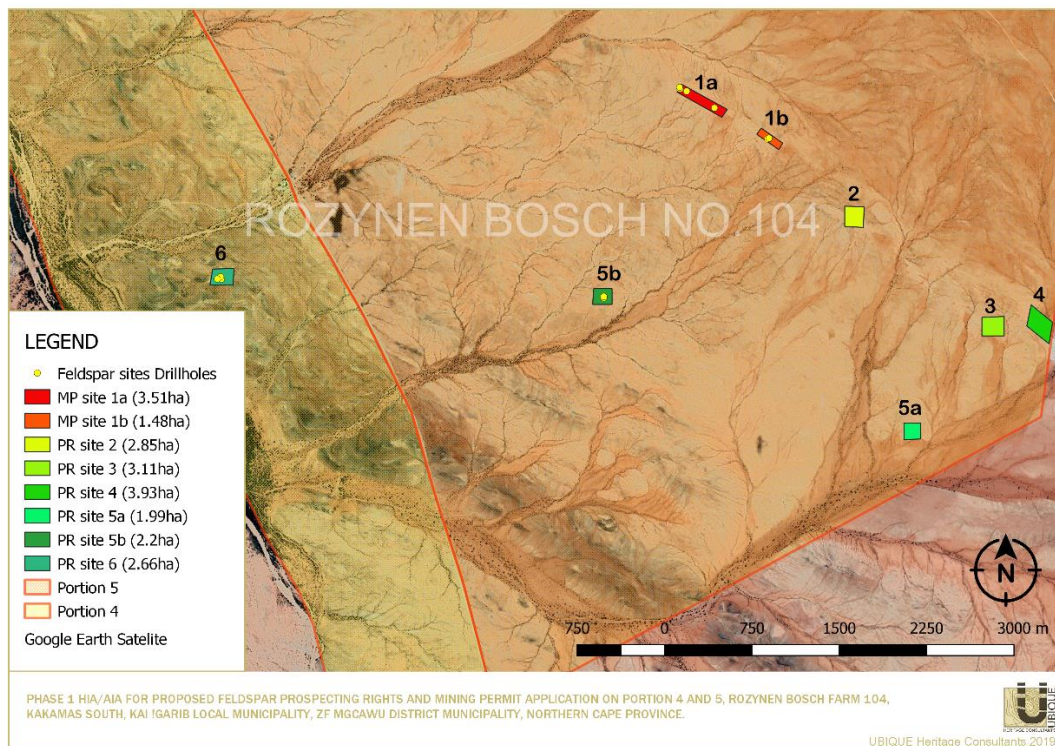 1a
1b
2
ROZYNEN BOSCH NO 104
6
5b
3
4
5a
LEGEND
Feldspar sites Drillholes
MP site 1a (3.51ha)
MP site 1b (1.48ha)
PR site 2 (2.85ha)
PR site 3 (3.11ha)
PR site 4 (3.93ha)
PR site 5a (1.99ha)
PR site 5b (2.2ha)
PR site 6 (2.66ha)
Portion 5
Portion 4
Google Earth Satelite
N
750 0 750 1500 2250 3000 m
PHASE 1 HIA/AIA FOR PROPOSED FELDSPAR PROSPECTING RIGHTS AND MINING PERMIT APPLICATION ON PORTION 4 AND 5, ROZYNEN BOSCH FARM 104,
KAKAMAS SOUTH, KAI !GARIB LOCAL MUNICIPALITY, ZF MGCAWU DISTRICT MUNICIPALITY, NORTHERN CAPE PROVINCE.
UBIQUE
HERITAGE CONSULTANTS
UBIQUE Heritage Consultants 2019